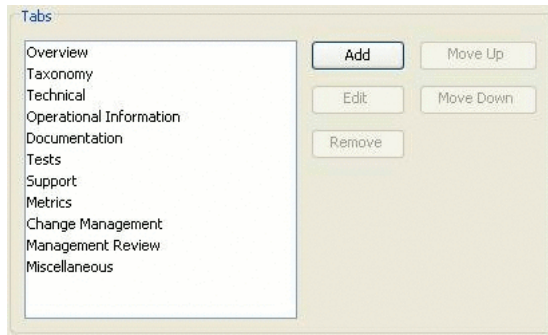 Tabs
Overview
Taxonomy
Technical
Operational Information
Documentation
Tests
Support
Metrics
Change Management
Management Review
Miscellaneous
Add
Move Up
Edit
Move Down
Remove